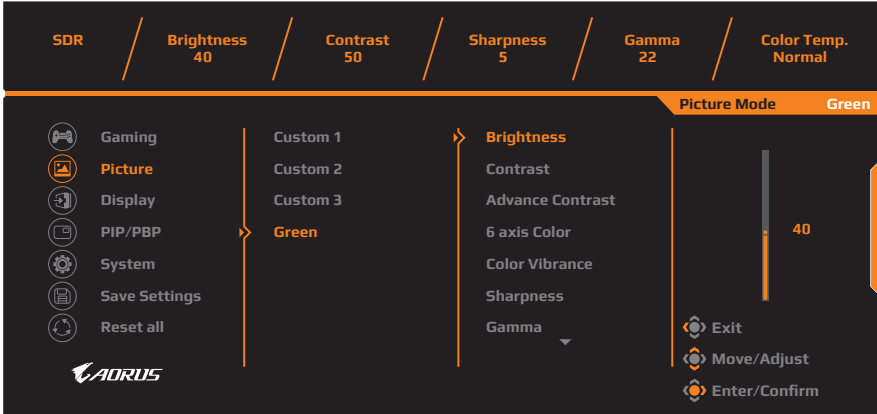 SDR
Brightness
40
Contrast
50
Sharpness
5
Gamma
22
Color Temp.
Normal
Picture Mode Green
Gaming
Picture
Display
PIP/PBP
System
Save Settings
Reset all
Custom 1
Custom 2
Custom 3
Green
Brightness
Contrast
Advance Contrast
6 axis Color
Color Vibrance
Sharpness
Gamma
40
Exit
Move/Adjust
Enter/Confirm
AORUS